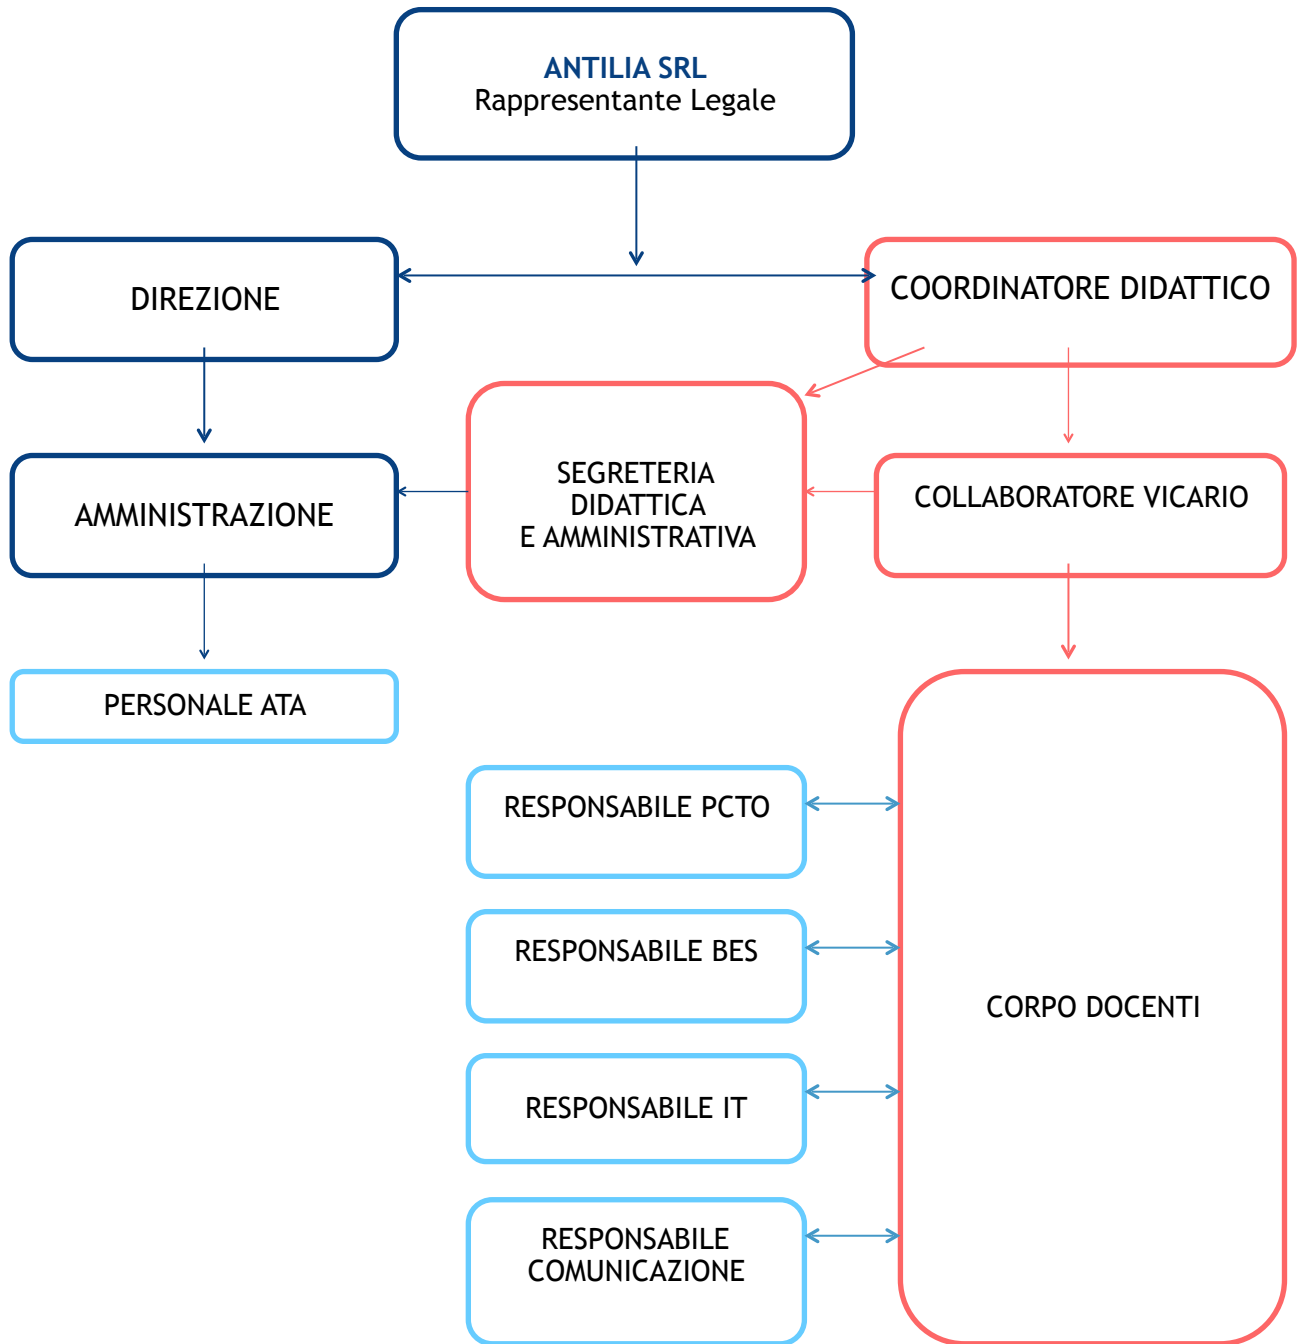 ANTILIA SRL
Rappresentante Legale
DIREZIONE
COORDINATORE DIDATTICO
AMMINISTRAZIONE
SEGRETERIA
DIDATTICA
E AMMINISTRATIVA
COLLABORATORE VICARIO
PERSONALE ATA
RESPONSABILE PCTO
RESPONSABILE BES
CORPO DOCENTI
RESPONSABILE IT
RESPONSABILE
COMUNICAZIONE